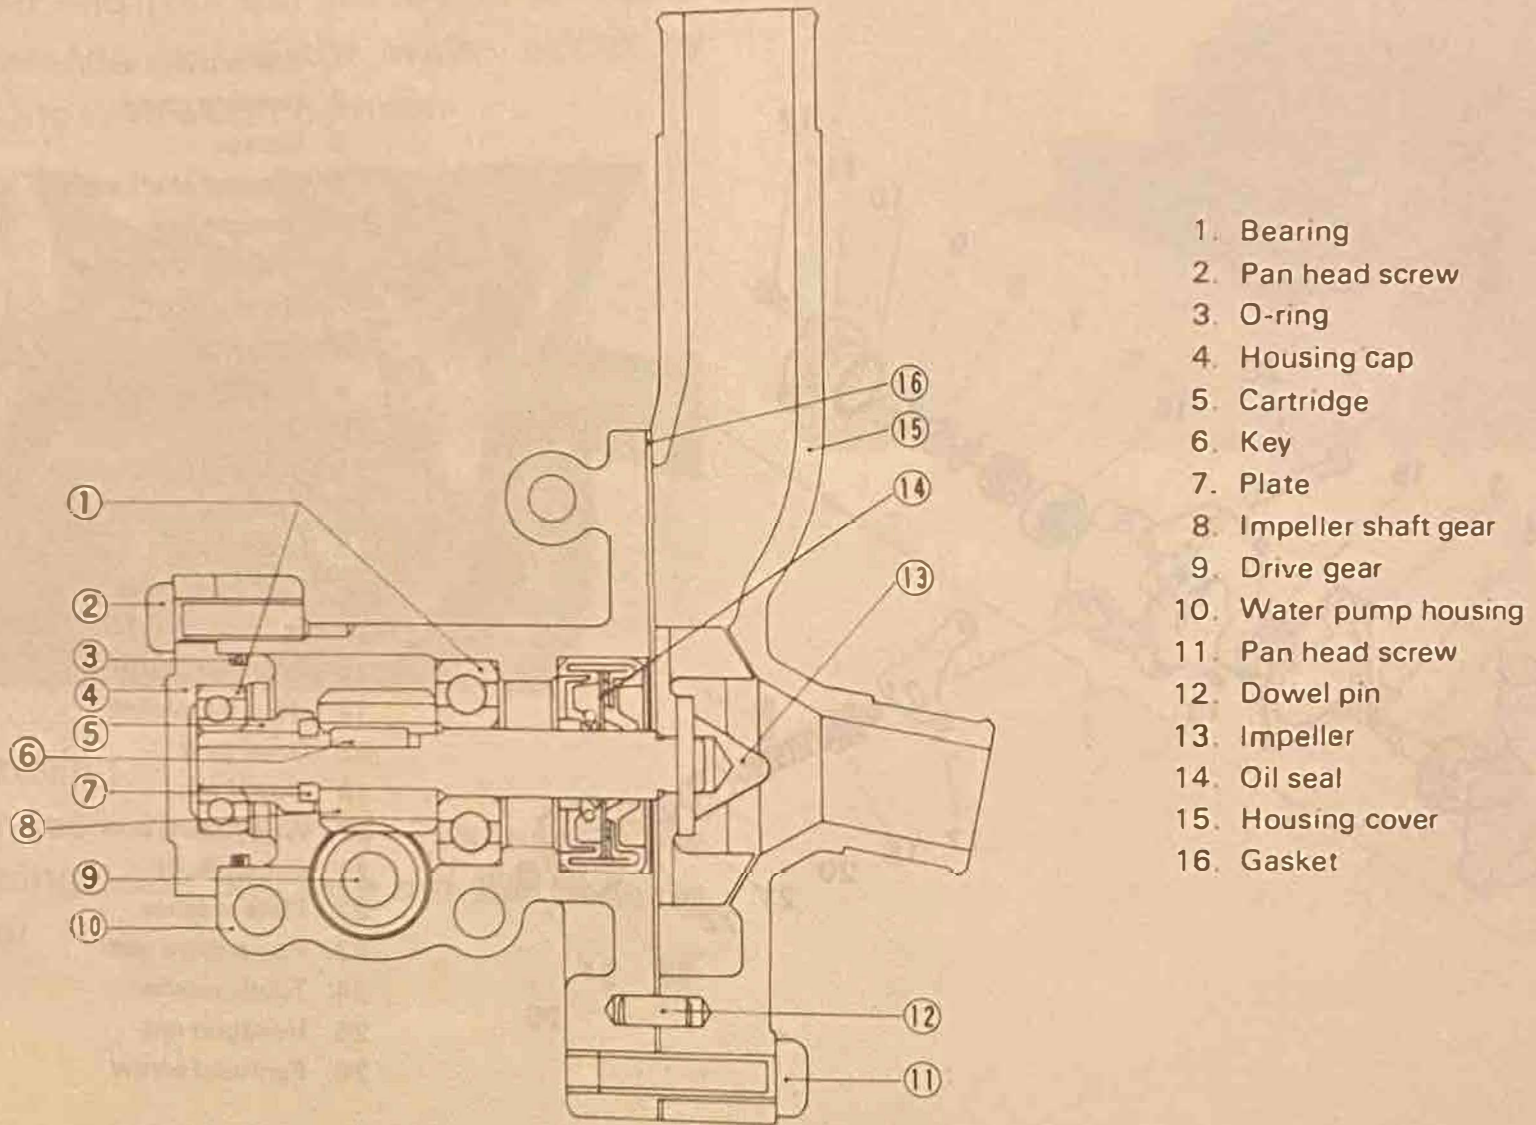 1. Bearing
2. Pan head screw
3. O-ring
4. Housing cap
5. Cartridge
6. Key
7. Plate
8. Impeller shaft gear
9. Drive gear
10. Water pump housing
11. Pan head screw
12. Dowel pin
13. Impeller
14. Oil seal
15. Housing cover
16. Gasket
16
15
14
13
1
2
3
4
5
6
7
8
9
10
12
11